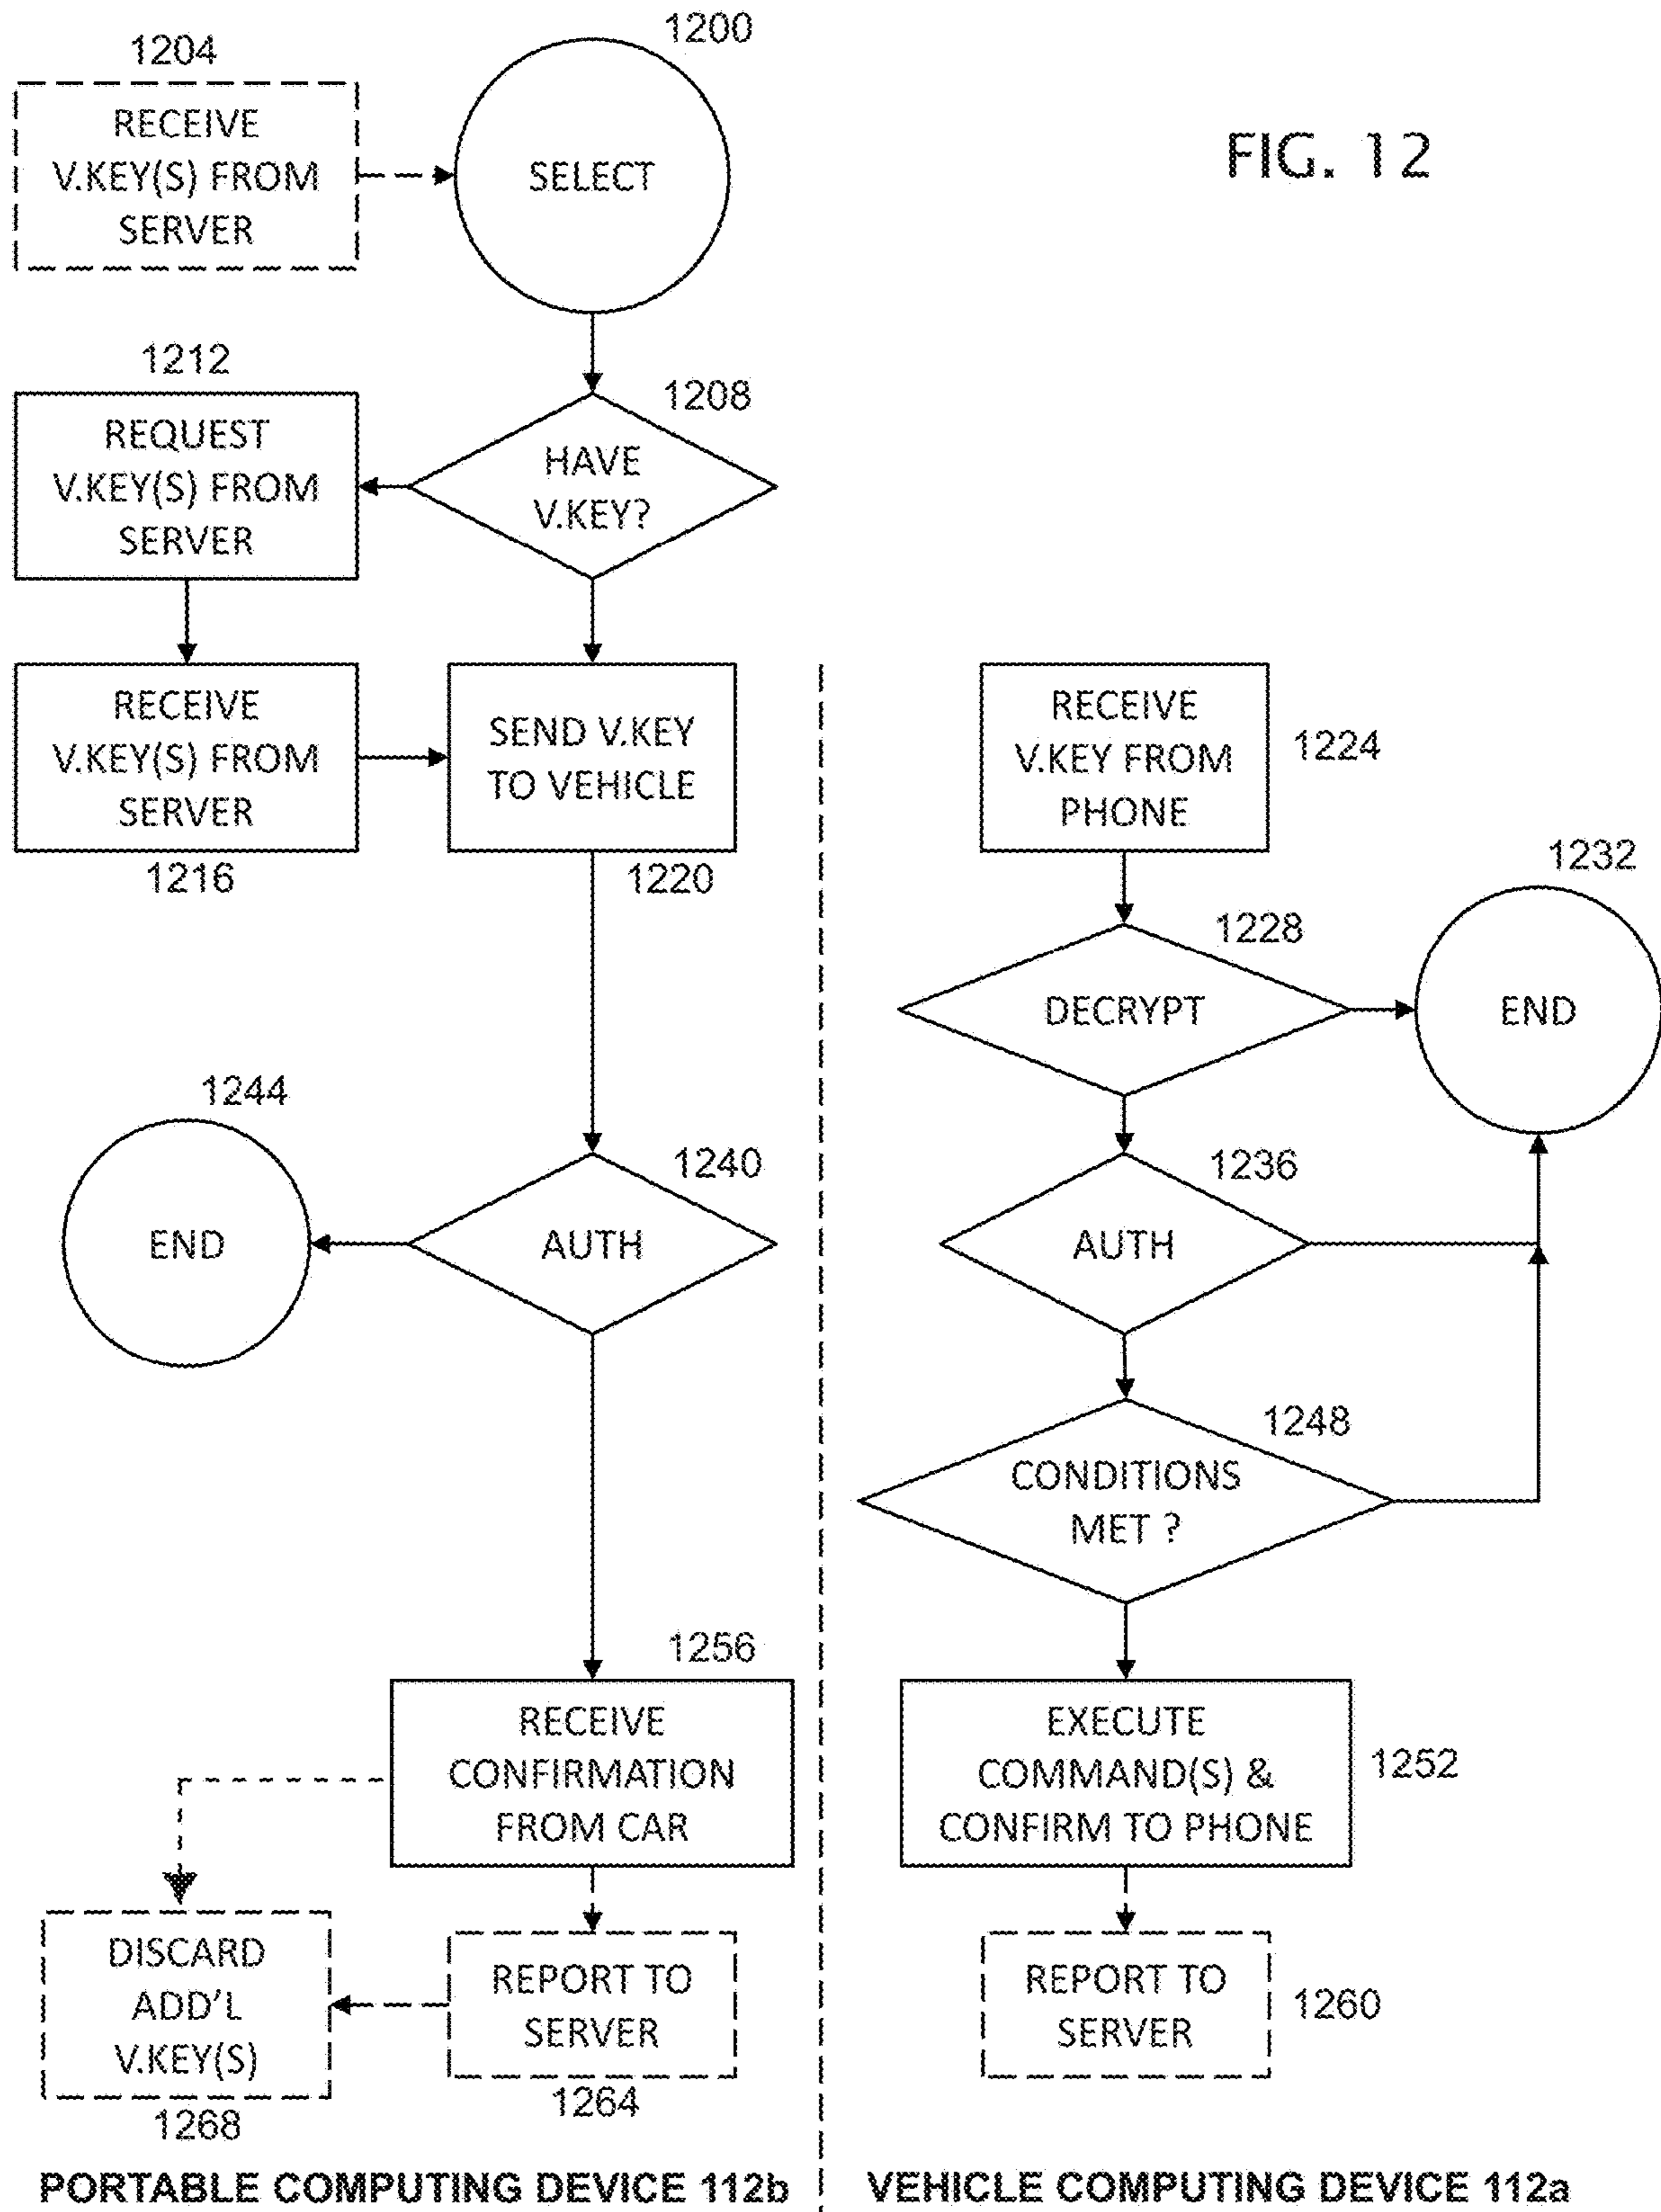 FIG. 12
1200
1204
RECEIVE
V.KEY(S) FROM
SERVER
SELECT
1212
REQUEST
V.KEY(S) FROM
SERVER
1208
HAVE
V.KEY?
RECEIVE
V.KEY(S) FROM
SERVER
1216
SEND V.KEY
TO VEHICLE
1220
RECEIVE
V.KEY FROM
PHONE
1224
1228
DECRYPT
1232
END
1244
END
1240
AUTH
1236
AUTH
1248
CONDITIONS
MET ?
1256
RECEIVE
CONFIRMATION
FROM CAR
EXECUTE
COMMAND(S) &
CONFIRM TO PHONE
1252
DISCARD
ADD'L
V.KEY(S)
1268
REPORT TO
SERVER
1264
REPORT TO
SERVER
1260
PORTABLE COMPUTING DEVICE 112b
VEHICLE COMPUTING DEVICE 112a